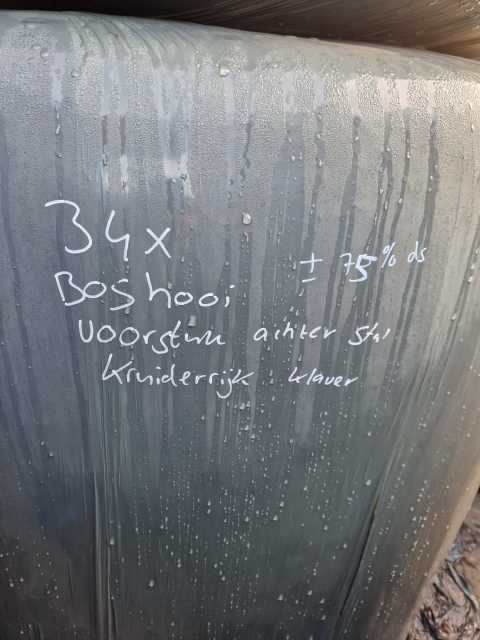 34x
± 75% ds
Boshooi
voorstuk achter stal
Kruiderrijk klaver